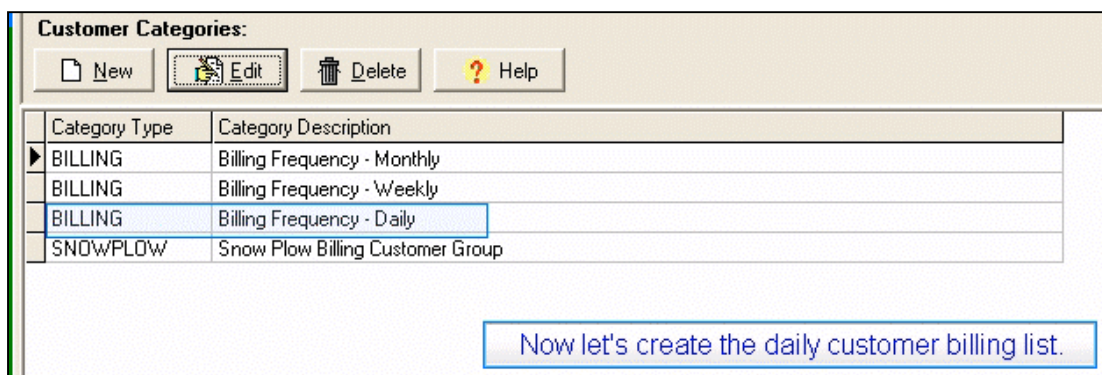 Customer Categories:
New Edit Delete ? Help
Category Type Category Description
BILLING Billing Frequency - Monthly
BILLING Billing Frequency - Weekly
BILLING Billing Frequency - Daily
SNOWPLOW Snow Plow Billing Customer Group
Now let's create the daily customer billing list.